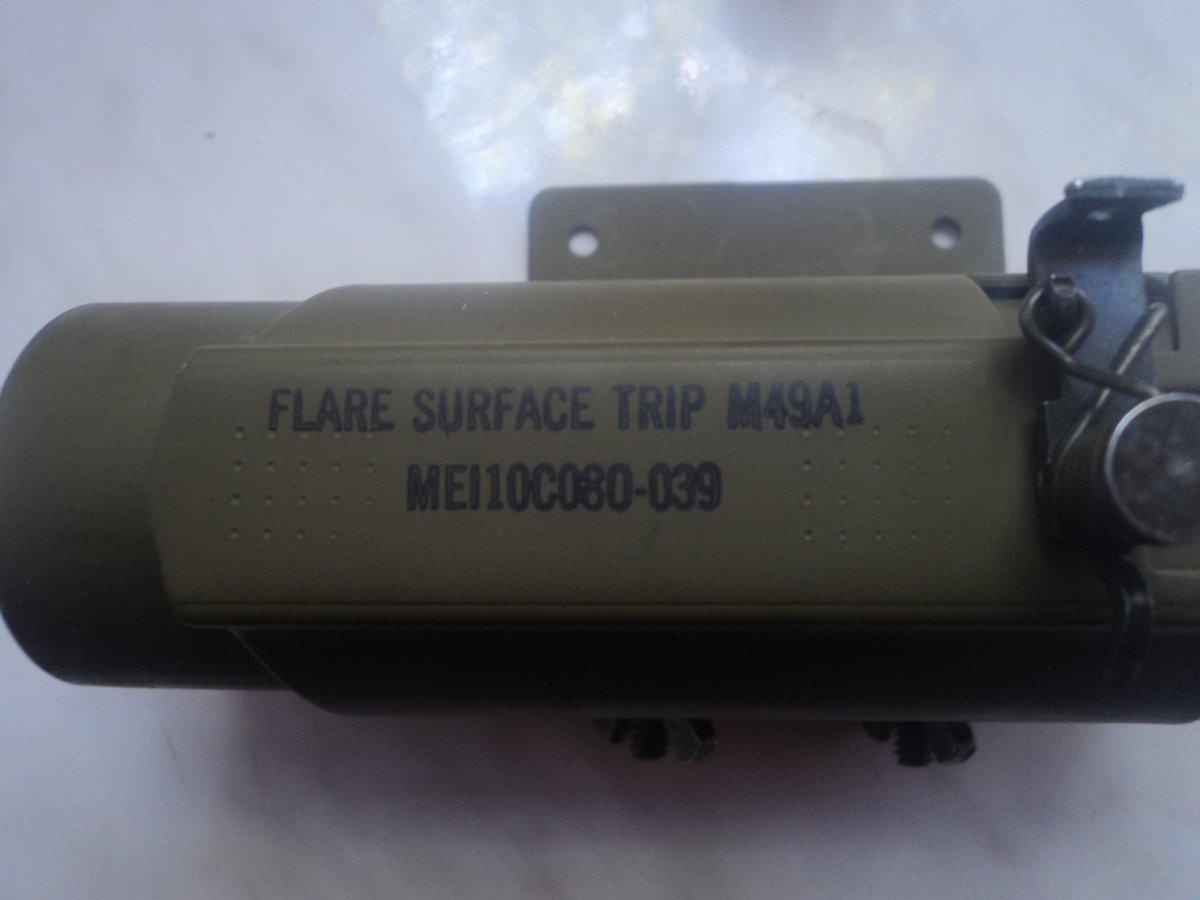 FLARE SURFACE TRIP M49A1
MEI10C080-039